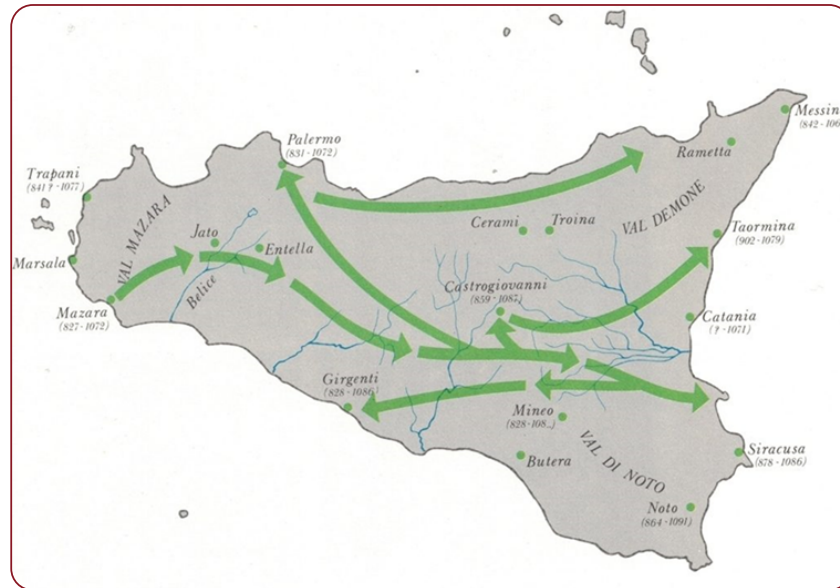 Messin
(842-106
Palermo
(831-1072)
Rametta
Trapani
(841?-1077)
VAL MAZARA
VAL DEMONE
Cerami
Troina
Taormina
(902-1079)
Jato
Entella
Marsala
Belice
Castrogiovanni
(859-1087)
Mazara
(827-1072)
Catania
(?-1071)
Girgenti
(828-1086)
Mineo
(828-108..)
VAL DI NOTO
Siracusa
(878-1086)
Butera
Noto
(864-1091)